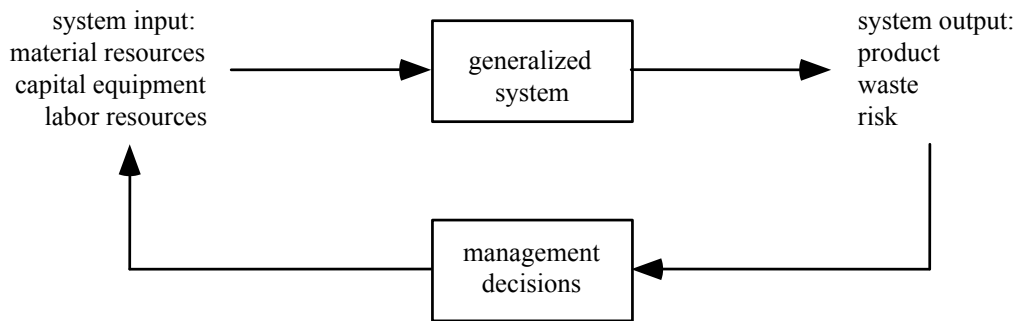 system input:
material resources
capital equipment
labor resources
generalized
system
system output:
product
waste
risk
management
decisions